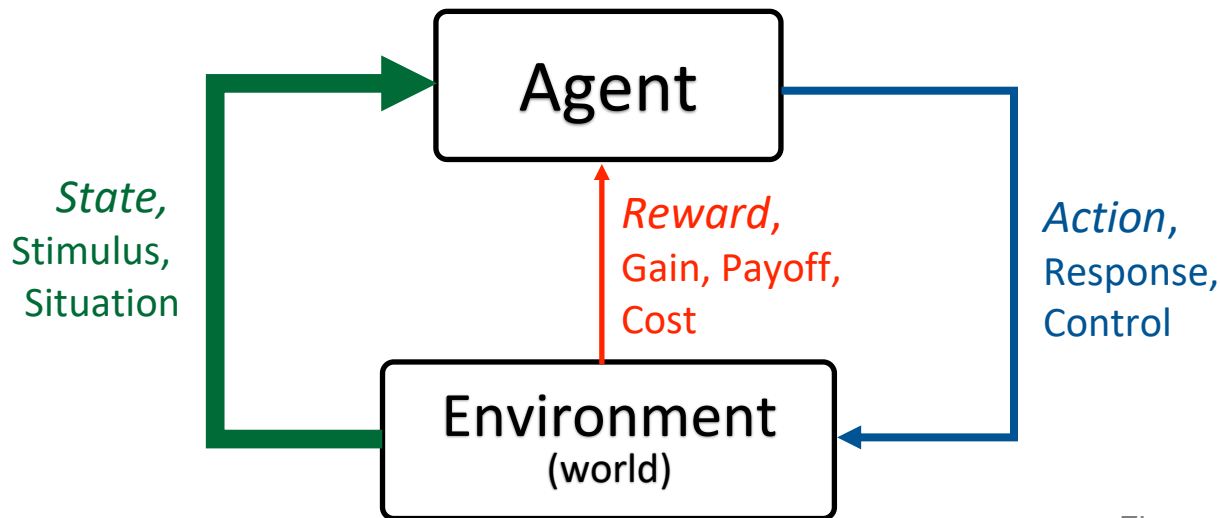 Agent
State,
Stimulus,
Situation
Reward,
Gain, Payoff,
Cost
Action,
Response,
Control
Environment
(world)